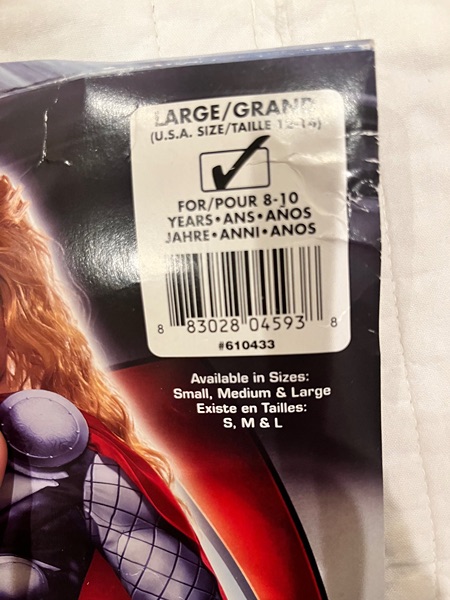 LARGE/GRAND
(U.S.A. SIZE/TAILLE 12-14)
FOR/POUR 8-10
YEARS•ANS•AÑOS
JAHRE•ANNI•ANOS
8 83028 04593 8
#610433
Available in Sizes:
Small, Medium & Large
Existe en Tailles:
S, M & L